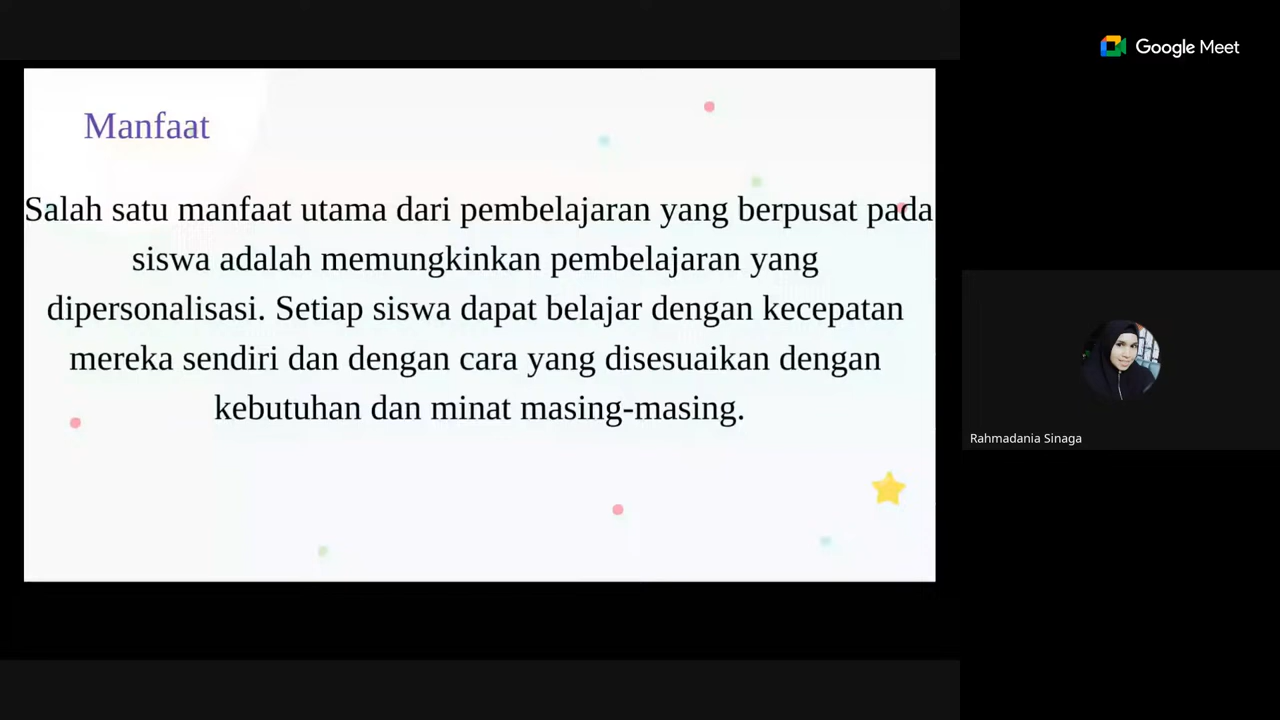 Google Meet
Manfaat
Salah satu manfaat utama dari pembelajaran yang berpusat pada
siswa adalah memungkinkan pembelajaran yang
dipersonalisasi. Setiap siswa dapat belajar dengan kecepatan
mereka sendiri dan dengan cara yang disesuaikan dengan
kebutuhan dan minat masing-masing.
Rahmadania Sinaga